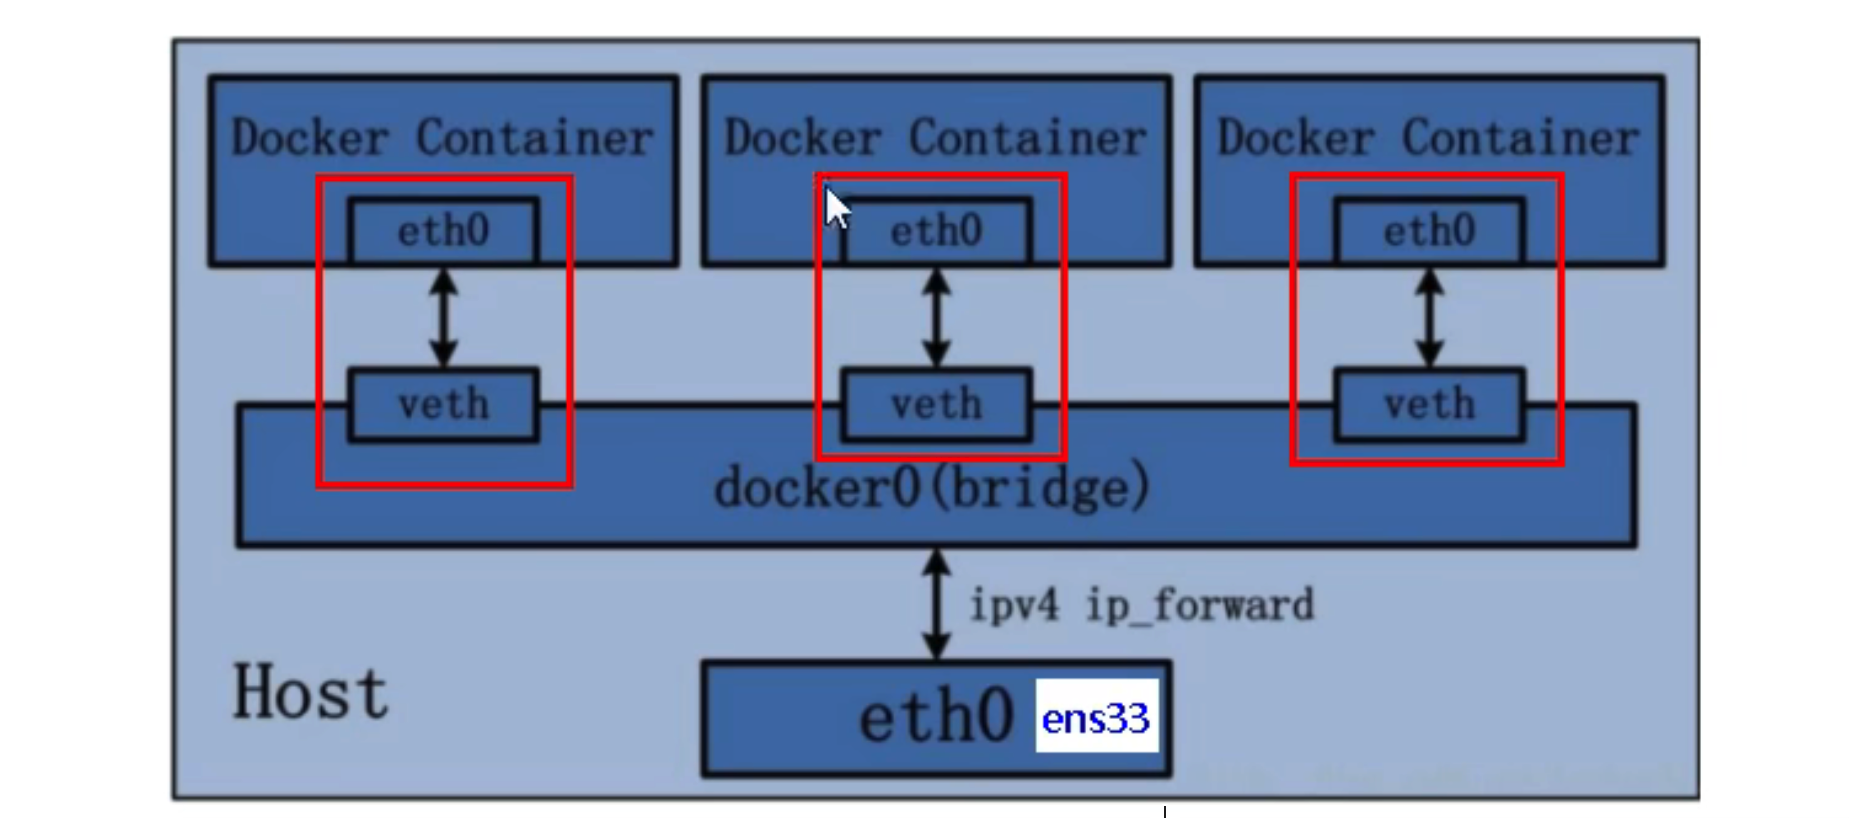 Docker Container Docker Container Docker Container
eth0 eth0 eth0
veth veth veth
docker0(bridge)
ipv4 ip_forward
Host
eth0 ens33